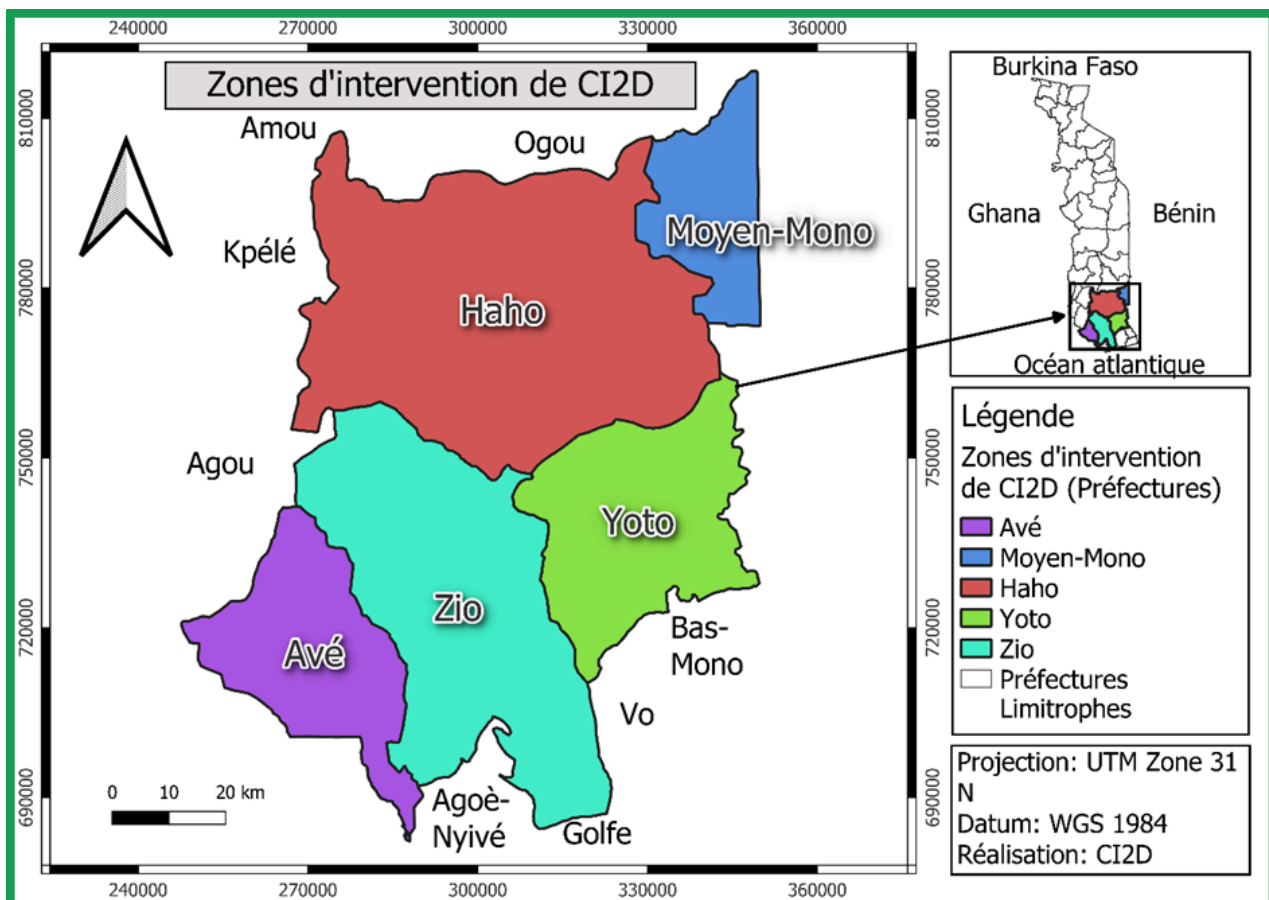 240000 270000 300000 330000 360000
Zones d'intervention de CI2D
810000
780000
750000
720000
690000
Amou
Ogou
Kpélé
Moyen-Mono
Haho
Agou
Yoto
Zio
Avé
Bas-
Mono
Vo
0 10 20 km
Agoè-
Nyivé
Golfe
810000
780000
750000
720000
690000
240000 270000 300000 330000 360000
Burkina Faso
Ghana
Bénin
Océan atlantique
Légende
Zones d'intervention
de CI2D (Préfectures)
Avé
Moyen-Mono
Haho
Yoto
Zio
Préfectures
Limitrophes
Projection: UTM Zone 31
N
Datum: WGS 1984
Réalisation: CI2D